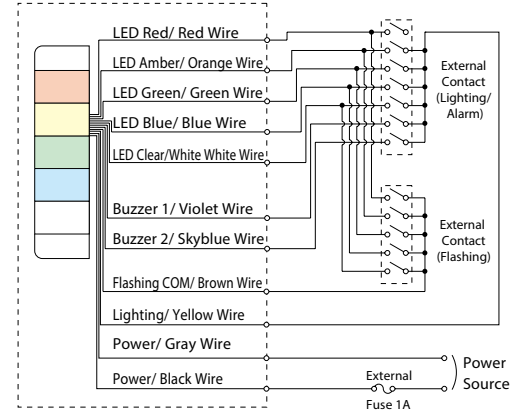 LED Red/ Red Wire
LED Amber/ Orange Wire
LED Green/ Green Wire
LED Blue/ Blue Wire
LED Clear/White White Wire
Buzzer 1/ Violet Wire
Buzzer 2/ Skyblue Wire
Flashing COM/ Brown Wire
Lighting/ Yellow Wire
Power/ Gray Wire
Power/ Black Wire
External
Contact
(Lighting/
Alarm)
External
Contact
(Flashing)
Power
Source
External
Fuse 1A